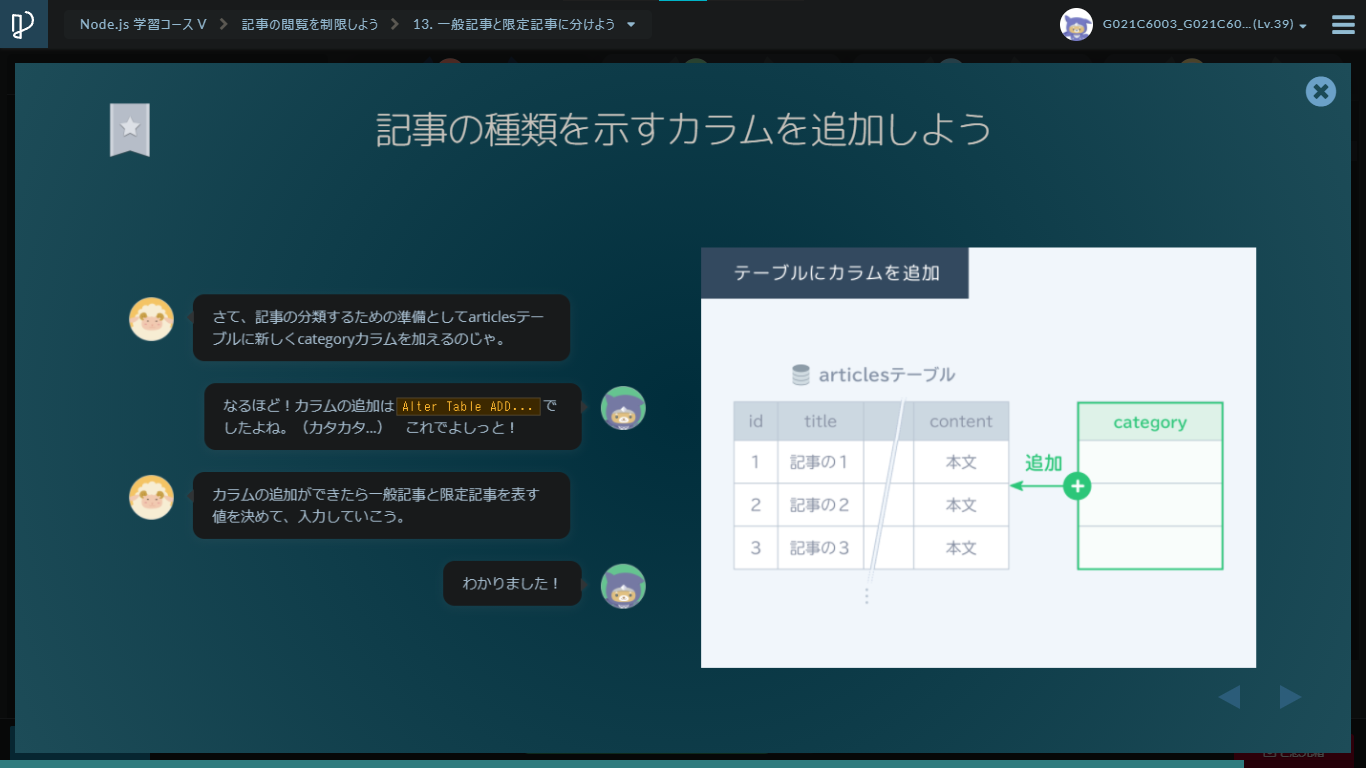 Node.js 学習コース V
記事の閲覧を制限しよう
13. 一般記事と限定記事に分けよう
G021C6003_G021C60...(Lv.39)
記事の種類を示すカラムを追加しよう
さて、記事の分類するための準備としてarticlesテー
ブルに新しくcategoryカラムを加えるのじゃ。
なるほど！カラムの追加は Alter Table ADD... で
したよね。（カタカタ...）　これでよしっと！
カラムの追加ができたら一般記事と限定記事を表す
値を決めて、入力していこう。
わかりました！
テーブルにカラムを追加
articlesテーブル
id title content category
1 記事の１ 本文
追加
2 記事の２ 本文
3 記事の３ 本文